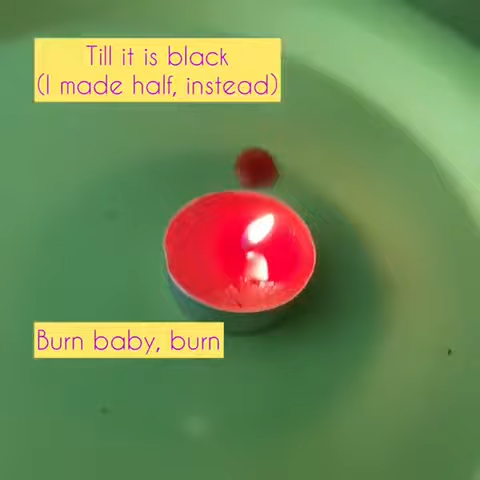 Till it is black
(I made half, instead)
Burn baby, burn